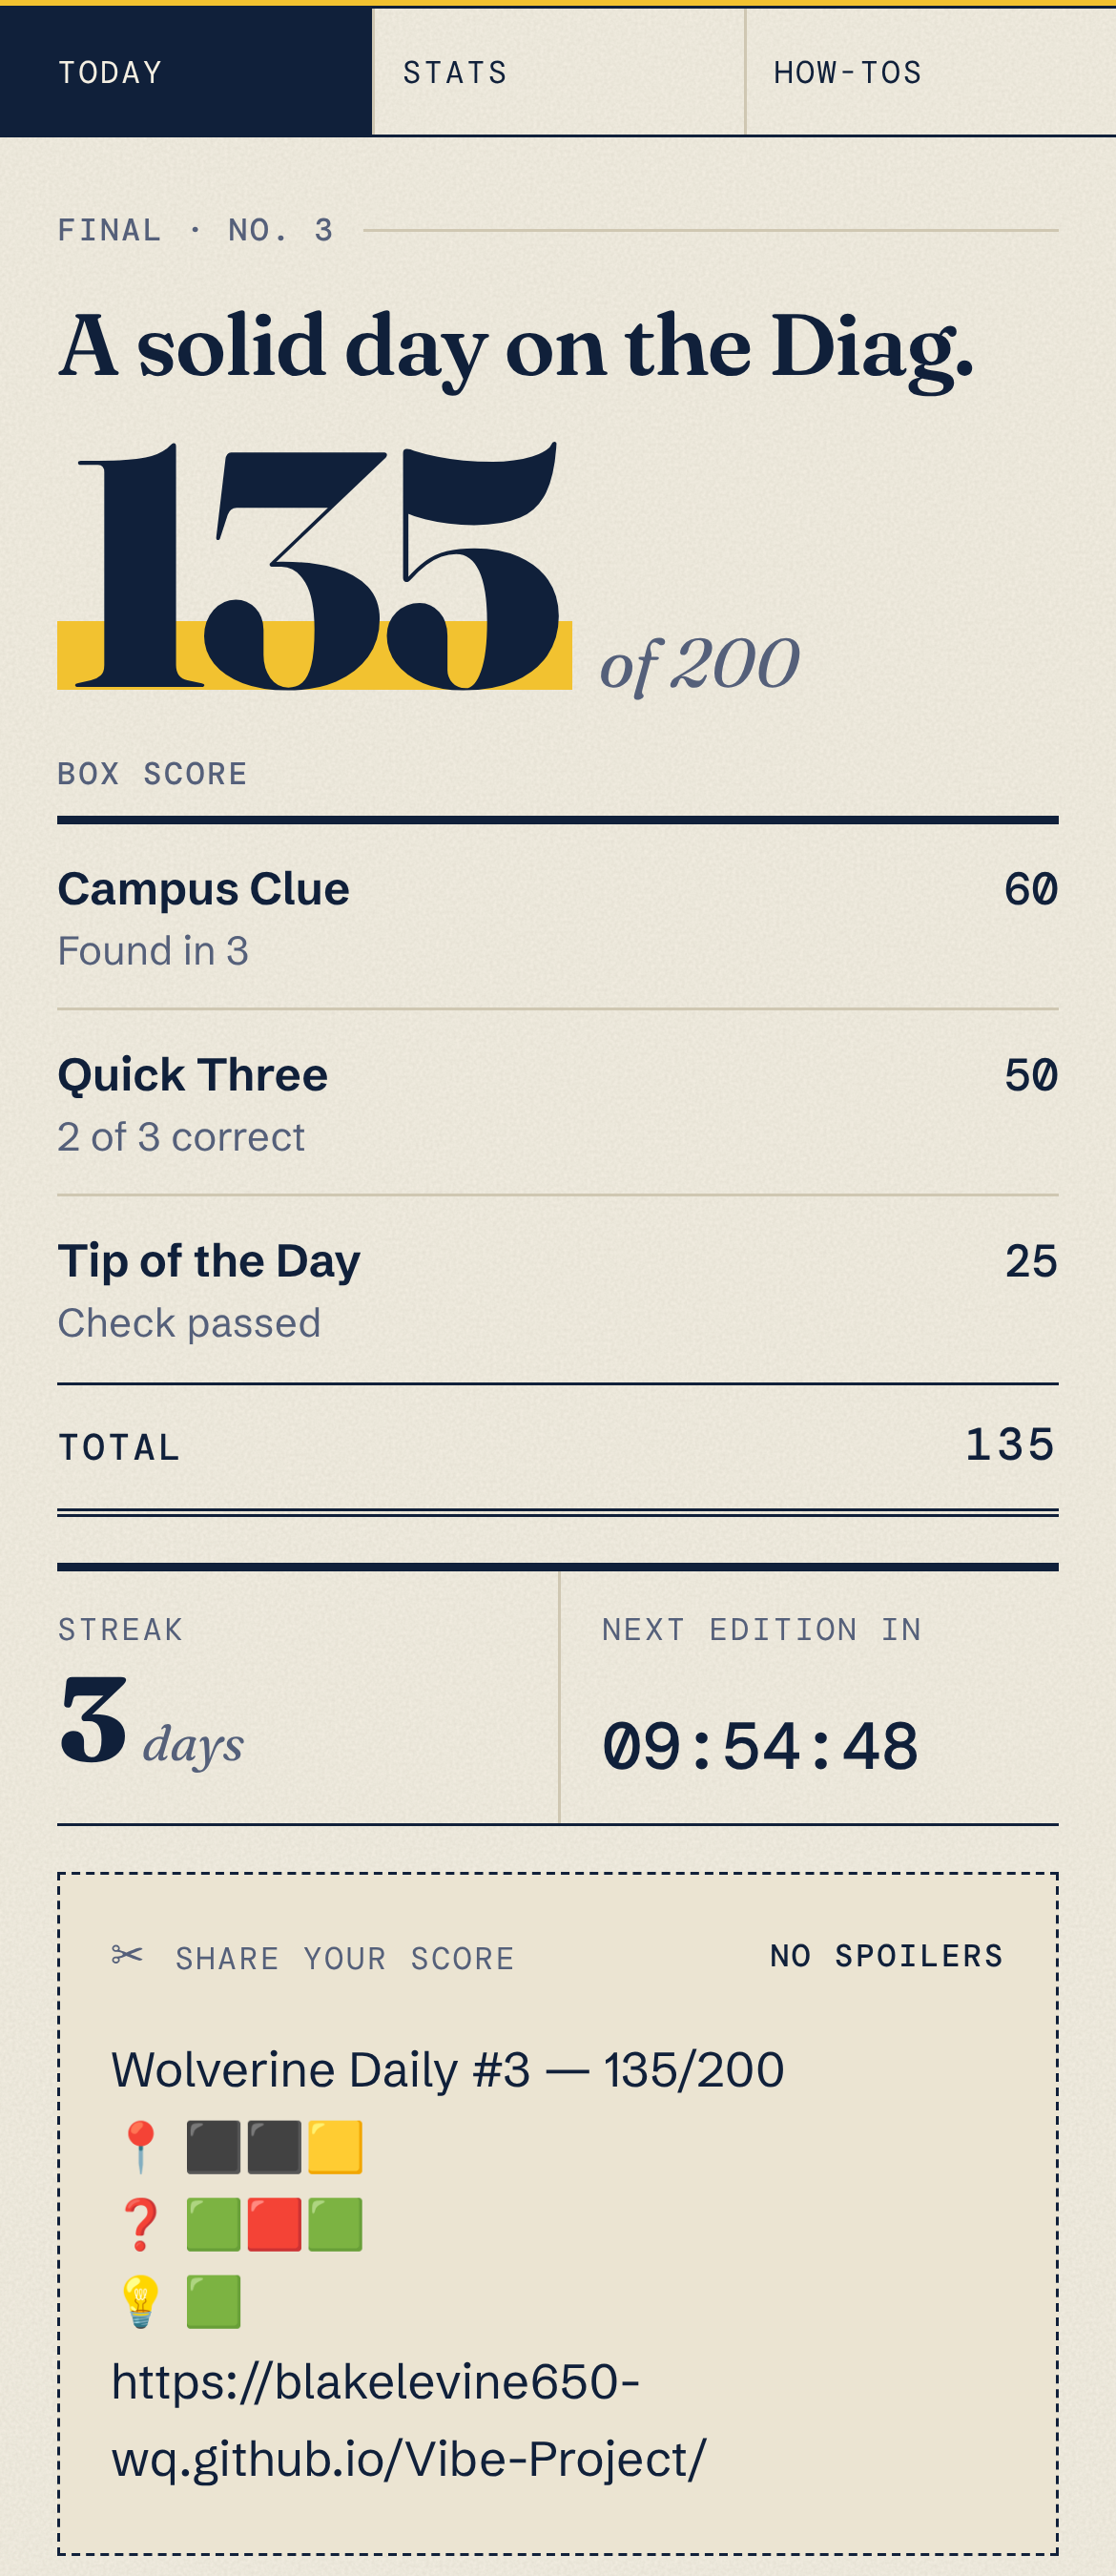 TODAY
STATS
HOW-TOS
FINAL · NO. 3
A solid day on the Diag.
135 of 200
BOX SCORE
Campus Clue 60
Found in 3
Quick Three 50
2 of 3 correct
Tip of the Day 25
Check passed
TOTAL 135
STREAK
3 days
NEXT EDITION IN
09:54:48
✂ SHARE YOUR SCORE
NO SPOILERS
Wolverine Daily #3 — 135/200
📍 ⬛⬛🟨
❓ 🟩🟥🟩
💡 🟩
https://blakelevine650-
wq.github.io/Vibe-Project/